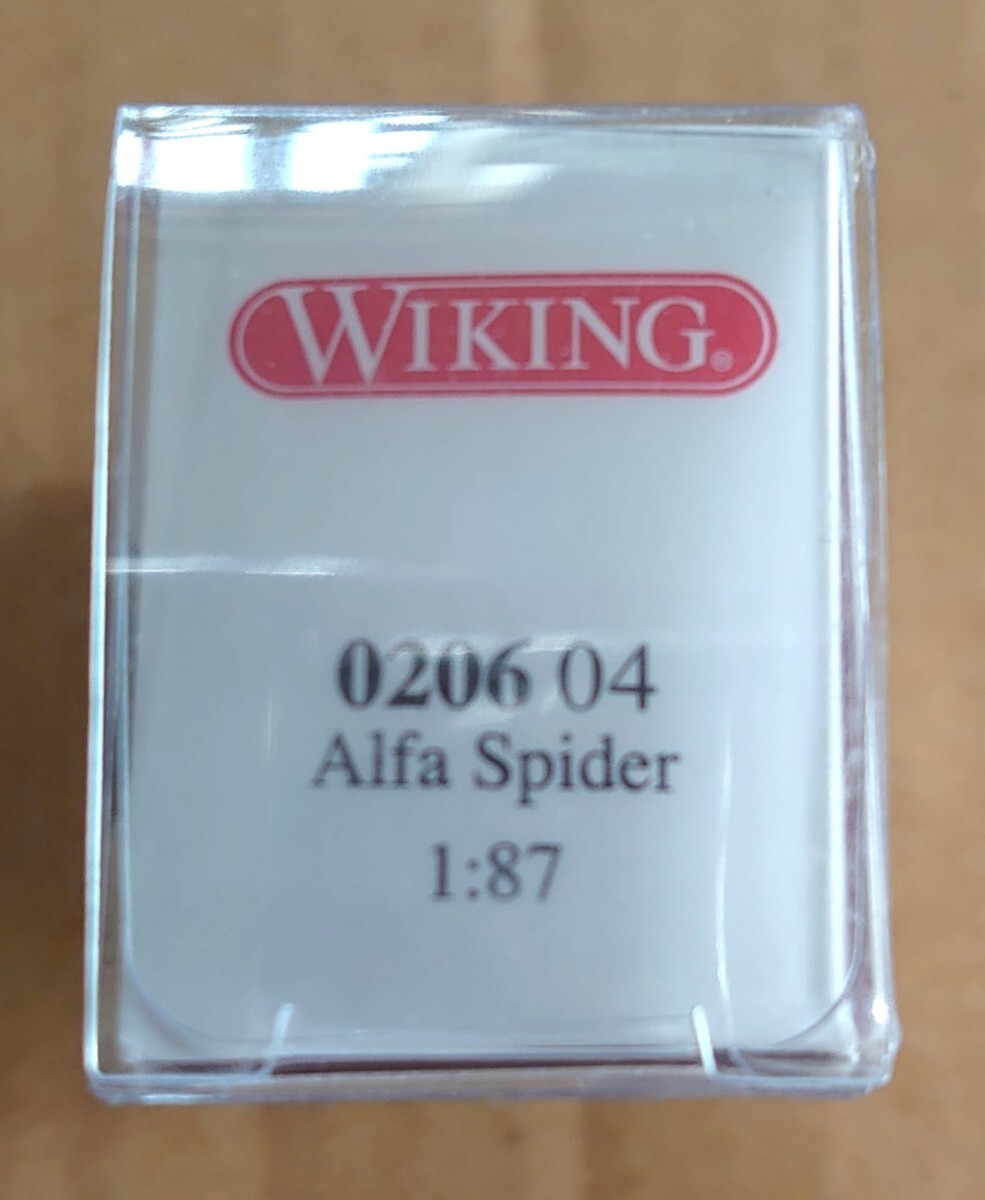 WIKING®
0206 04
Alfa Spider
1:87